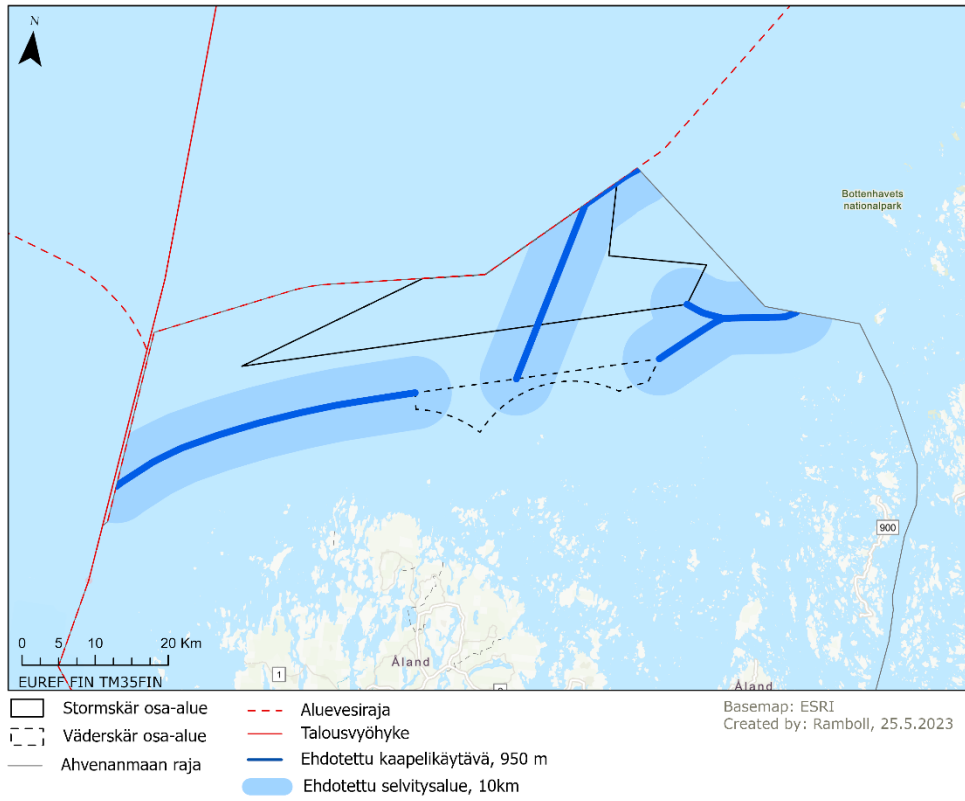 N
Bottenhavets
nationalpark
900
0 5 10 20 Km
1
Åland
Åland
EUREF FIN TM35FIN
Stormskär osa-alue
Väderskär osa-alue
Ahvenanmaan raja
Aluevesiraja
Talousvyöhyke
Ehdotettu kaapelikäytävä, 950 m
Ehdotettu selvitysalue, 10km
Basemap: ESRI
Created by: Ramboll, 25.5.2023